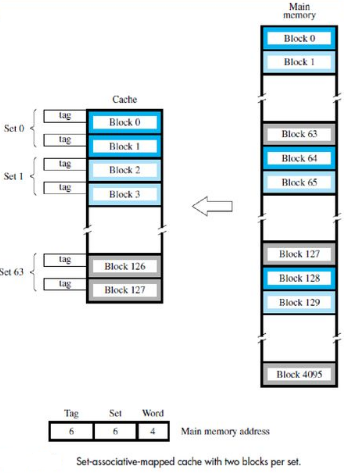 Main
memory
Block 0
Block 1
Cache
tag
Set 0
Block 0
tag
Block 1
tag
Set 1
Block 2
tag
Block 3
Block 63
Block 64
Block 65
tag
Set 63
Block 126
tag
Block 127
Block 127
Block 128
Block 129
Block 4095
Tag Set Word
6 6 4 Main memory address
Set-associative-mapped cache with two blocks per set.